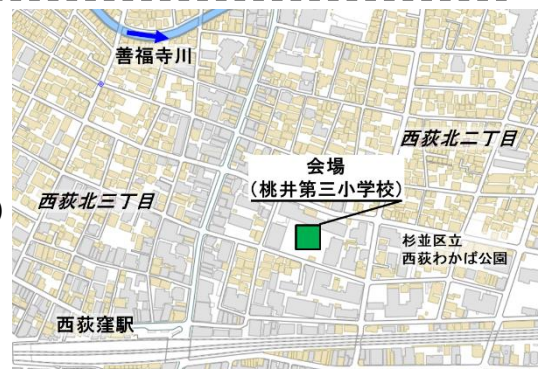 善福寺川
西荻北二丁目
会場
(桃井第三小学校)
西荻北三丁目
)
杉並区立
西荻わかば公園
西荻窪駅